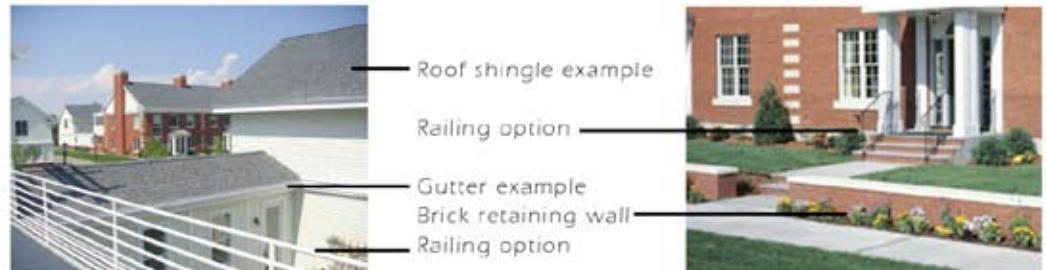 Roof shingle example
Railing option
Gutter example
Brick retaining wall
Railing option